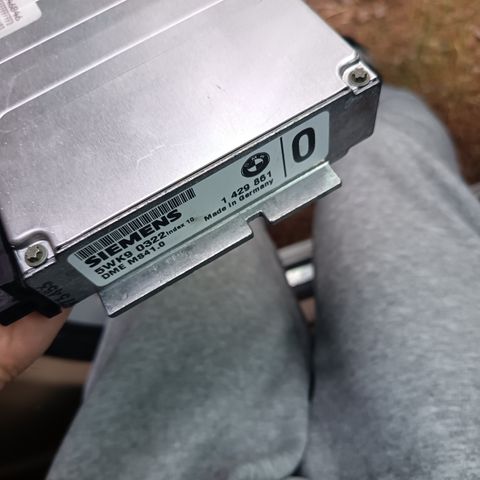 SIEMENS
5WK9 0322 Index 10
DME MS41.0
1 429 861
Made in Germany
0